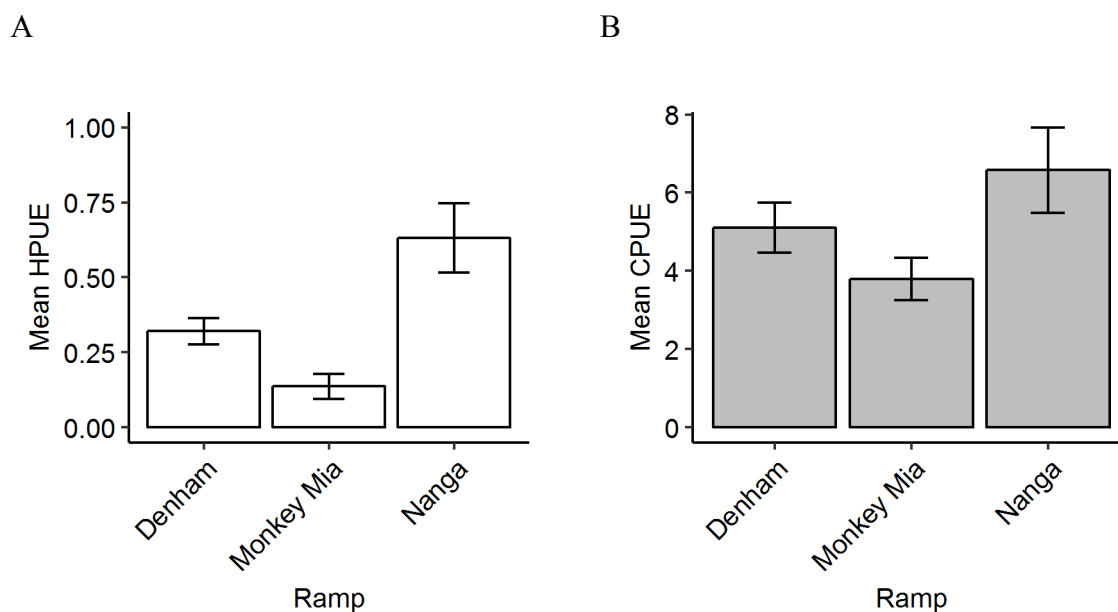 A
Mean HPUE
1.00
0.75
0.50
0.25
0.00
Denham
Monkey Mia
Nanga
Ramp
B
Mean CPUE
8
6
4
2
0
Denham
Monkey Mia
Nanga
Ramp